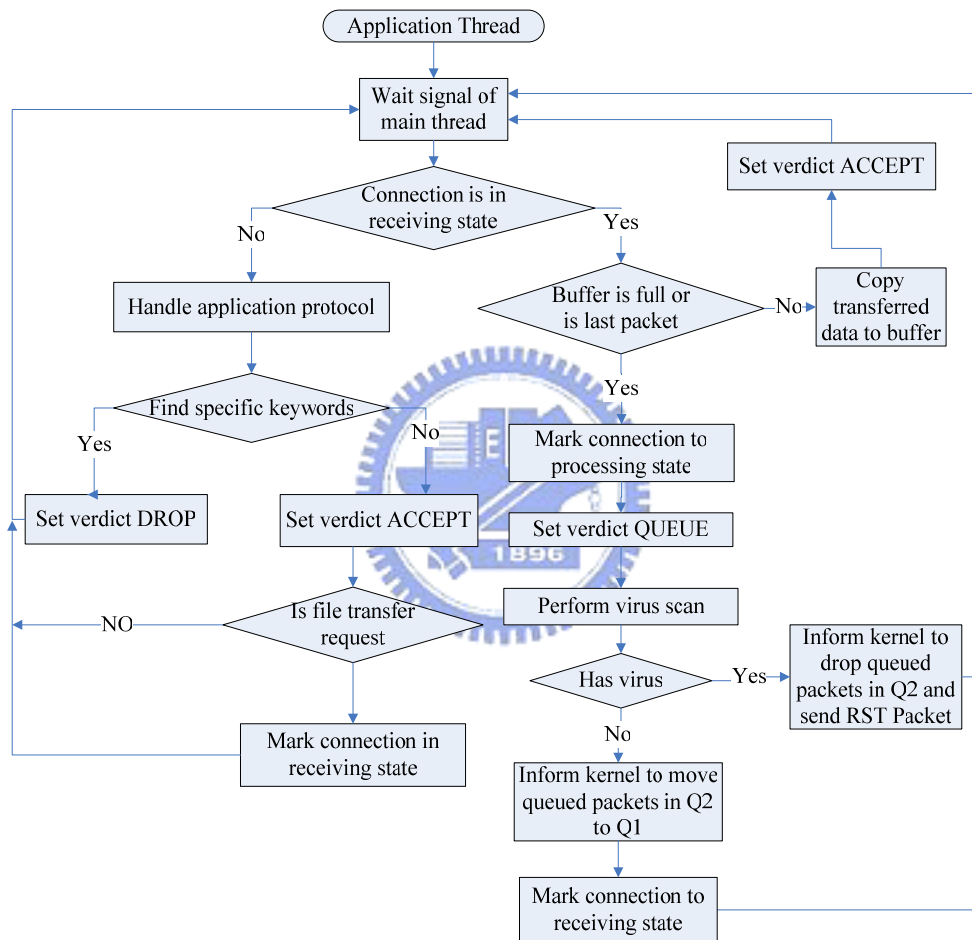 Application Thread
Wait signal of
main thread
Set verdict ACCEPT
Connection is in
receiving state
No
Yes
Handle application protocol
Buffer is full or
is last packet
No
Copy
transferred
data to buffer
Find specific keywords
Yes
No
Yes
Mark connection to
processing state
Set verdict DROP
Set verdict ACCEPT
Set verdict QUEUE
1896
Is file transfer
request
NO
Perform virus scan
Has virus
Yes
Inform kernel to
drop queued
packets in Q2 and
send RST Packet
No
Mark connection in
receiving state
Inform kernel to move
queued packets in Q2
to Q1
Mark connection to
receiving state